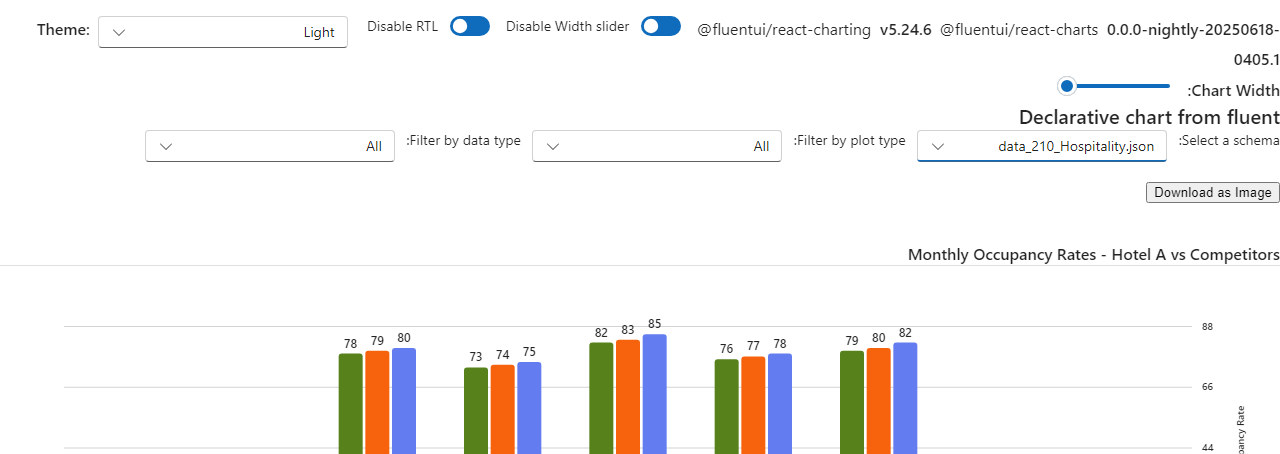 Theme: Light
Disable RTL
Disable Width slider
@fluentui/react-charting v5.24.6 @fluentui/react-charts 0.0.0-nightly-20250618-
0405.1
:Chart Width
Declarative chart from fluent
:Select a schema
data_210_Hospitality.json
:Filter by plot type
All
:Filter by data type
All
Download as Image
Monthly Occupancy Rates - Hotel A vs Competitors
88
66
44
78 79 80
73 74 75
82 83 85
76 77 78
79 80 82
Rate